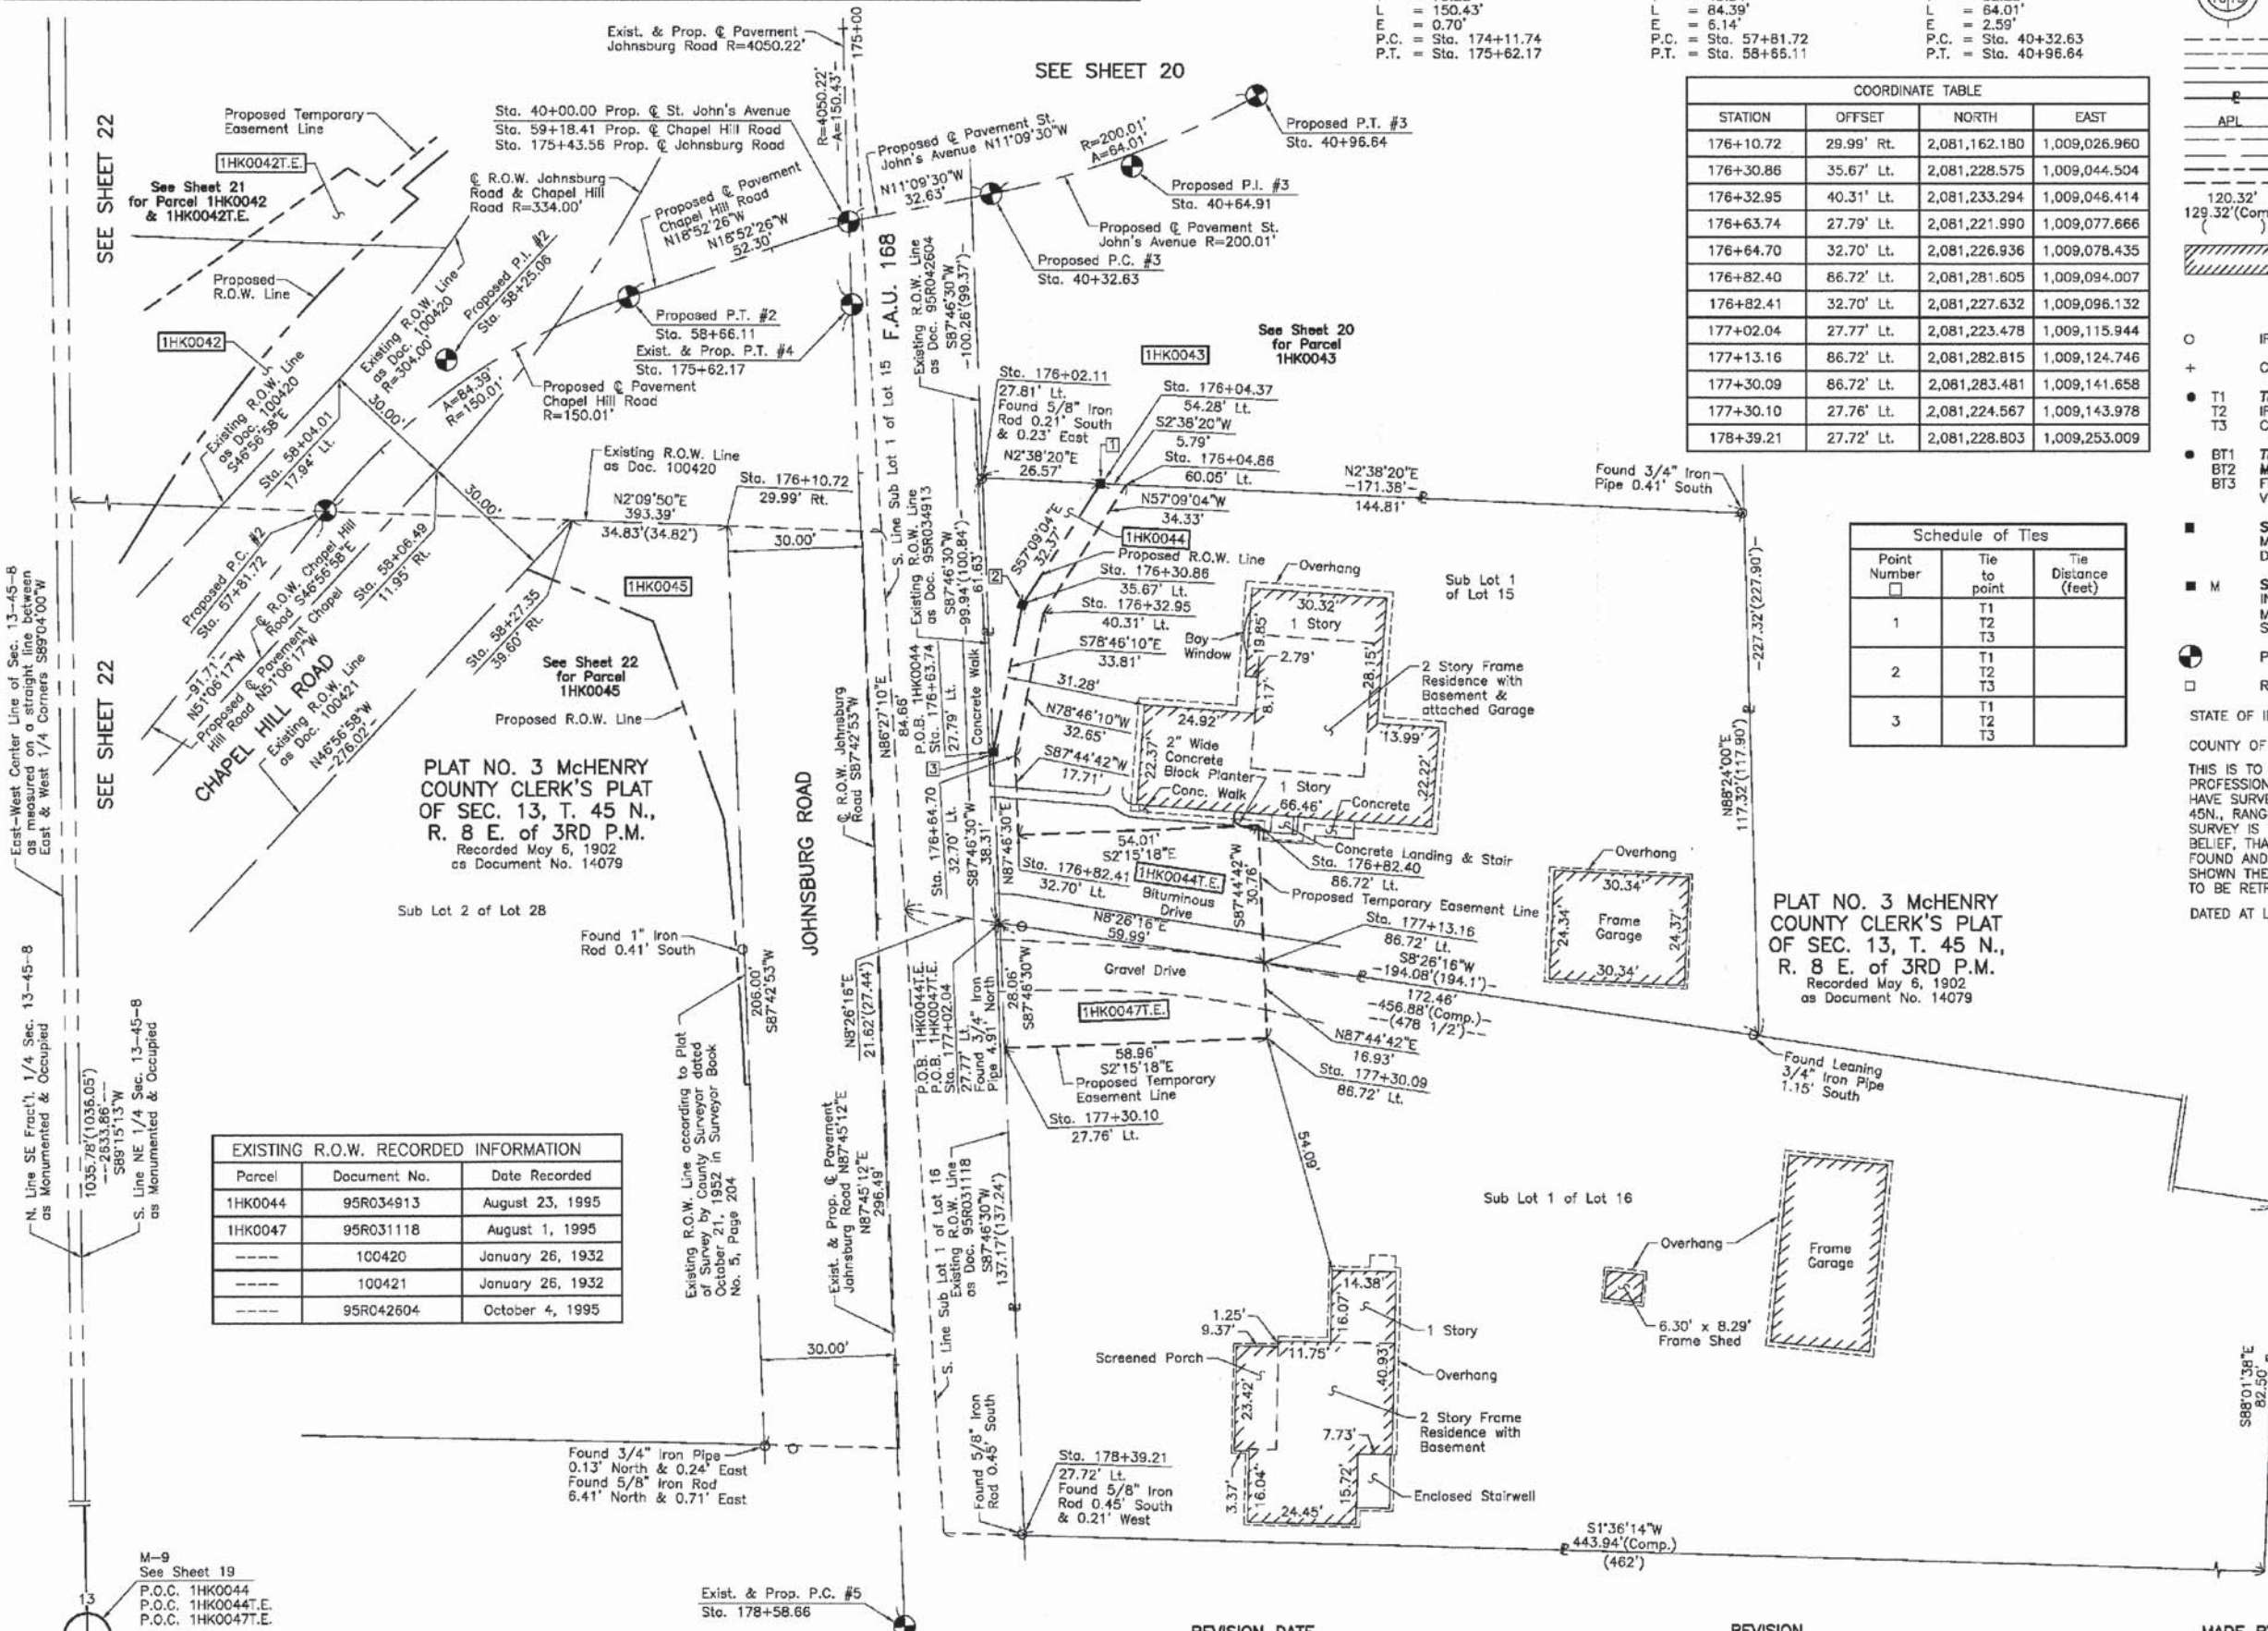 Exist. & Prop. ℄ Pavement
Johnsburg Road R=4050.22'
175+00
R=4050.22'
-A=150.43'-
SEE SHEET 20
L = 150.43'
E = 0.70'
P.C. = Sta. 174+11.74
P.T. = Sta. 175+62.17
L = 84.39'
E = 6.14'
P.C. = Sta. 57+81.72
P.T. = Sta. 58+66.11
L = 64.01'
E = 2.59'
P.C. = Sta. 40+32.63
P.T. = Sta. 40+96.64
COORDINATE TABLE
STATION OFFSET NORTH EAST
176+10.72 29.99' Rt. 2,081,162.180 1,009,026.960
176+30.86 35.67' Lt. 2,081,228.575 1,009,044.504
176+32.95 40.31' Lt. 2,081,233.294 1,009,046.414
176+63.74 27.79' Lt. 2,081,221.990 1,009,077.666
176+64.70 32.70' Lt. 2,081,226.936 1,009,078.435
176+82.40 86.72' Lt. 2,081,281.605 1,009,094.007
176+82.41 32.70' Lt. 2,081,227.632 1,009,096.132
177+02.04 27.77' Lt. 2,081,223.478 1,009,115.944
177+13.16 86.72' Lt. 2,081,282.815 1,009,124.746
177+30.09 86.72' Lt. 2,081,283.481 1,009,141.658
177+30.10 27.76' Lt. 2,081,224.567 1,009,143.978
178+39.21 27.72' Lt. 2,081,228.803 1,009,253.009
APL
120.32'
129.32'(Com
( )
T1
T2
T3
BT1
BT2
BT3
M
STATE OF I
COUNTY OF
THIS IS TO
PROFESSION
HAVE SURVE
45N., RANG
SURVEY IS
BELIEF, THA
FOUND AND
SHOWN THE
TO BE RETR
DATED AT L
Schedule of Ties
Point Number □ Tie to point Tie Distance (feet)
1 T1 T2 T3
2 T1 T2 T3
3 T1 T2 T3
SEE SHEET 22
Proposed Temporary
Easement Line
1HK0042T.E.
See Sheet 21
for Parcel 1HK0042
& 1HK0042T.E.
Proposed
R.O.W. Line
1HK0042
Sta. 40+00.00 Prop. ℄ St. John's Avenue
Sta. 59+18.41 Prop. ℄ Chapel Hill Road
Sta. 175+43.56 Prop. ℄ Johnsburg Road
℄ R.O.W. Johnsburg
Road & Chapel Hill
Road R=334.00'
Proposed ℄ Pavement
Chapel Hill Road
N18°52'26"W
N18°52'26"W
52.30'
Proposed ℄ Pavement St.
John's Avenue N11°09'30"W
N11°09'30"W
32.63'
R=200.01'
A=64.01'
Proposed P.T. #3
Sta. 40+96.64
Proposed P.I. #3
Sta. 40+64.91
Proposed ℄ Pavement St.
John's Avenue R=200.01'
Proposed P.C. #3
Sta. 40+32.63
Existing R.O.W. Line
as Doc. 100420
R=304.00'
Proposed P.I. #2
Sta. 58+25.06
Proposed P.T. #2
Sta. 58+66.11
Exist. & Prop. P.T. #4
Sta. 175+62.17
Proposed ℄ Pavement
Chapel Hill Road
R=150.01'
A=84.39'
R=150.01'
30.00'
30.00'
Existing R.O.W. Line
as Doc. 100420
S46°56'58"E
Sta. 58+04.01
17.94' Lt.
Existing R.O.W. Line
as Doc. 100420
N2°09'50"E
393.39'
34.83'(34.82')
Sta. 176+10.72
29.99' Rt.
30.00'
F.A.U. 168
S. Line Sub Lot 1 of Lot 15
Existing R.O.W. Line
as Doc. 95R042604
S87°46'30"W
-100.26'(99.37')-
Sta. 176+02.11
27.81' Lt.
Found 5/8" Iron
Rod 0.21' South
& 0.23' East
N2°38'20"E
26.57'
1HK0043
See Sheet 20
for Parcel
1HK0043
Sta. 176+04.37
54.28' Lt.
S2°38'20"W
5.79'
Sta. 176+04.86
60.05' Lt.
1
N2°38'20"E
-171.38'-
144.81'
N57°09'04"W
34.33'
S57°09'04"E
32.37'
1HK0044
Proposed R.O.W. Line
Found 3/4" Iron
Pipe 0.41' South
2
Sta. 176+30.86
35.67' Lt.
Sta. 176+32.95
40.31' Lt.
S78°46'10"E
33.81'
31.28'
N78°46'10"W
32.65'
S87°44'42"W
17.71'
Overhang
30.32'
1 Story
19.85'
2.79'
Bay
Window
28.15'
8.17'
24.92'
22.37'
2" Wide
Concrete
Block Planter
Conc. Walk
1 Story
66.46'
Concrete
13.99'
22.22'
2 Story Frame
Residence with
Basement &
attached Garage
Sub Lot 1
of Lot 15
-227.32'(227.90')-
N88°24'00"E
117.32'(117.90')
Existing R.O.W. Line
as Doc. 95R034913
S87°46'30"W
-99.94'(100.84')-
61.63'
Concrete Walk
P.O.B. 1HK0044
Sta. 176+63.74
27.79' Lt.
3
Sta. 176+64.70
32.70' Lt.
S87°46'30"W
38.31'
N87°46'30"E
N86°27'10"E
84.66'
℄ R.O.W. Johnsburg
Road S87°42'53"W
JOHNSBURG ROAD
Proposed P.C. #2
Sta. 57+81.72
℄ R.O.W. Chapel Hill
Road S46°56'58"E
Sta. 58+06.49
11.95' Rt.
-91.71'-
N51°06'17"W
Proposed ℄ Pavement Chapel
Hill Road N51°06'17"W
CHAPEL HILL ROAD
Existing R.O.W. Line
as Doc. 100421
N46°56'58"W
-276.02'-
Sta. 58+27.35
39.60' Rt.
1HK0045
See Sheet 22
for Parcel
1HK0045
Proposed R.O.W. Line
SEE SHEET 22
East-West Center Line of Sec. 13-45-8
as measured on a straight line between
East & West 1/4 Corners S89°04'00"W
PLAT NO. 3 McHENRY
COUNTY CLERK'S PLAT
OF SEC. 13, T. 45 N.,
R. 8 E. of 3RD P.M.
Recorded May 6, 1902
as Document No. 14079
Sub Lot 2 of Lot 28
Found 1" Iron
Rod 0.41' South
206.00'
S87°42'53"W
54.01'
S2°15'18"E
Sta. 176+82.41
32.70' Lt.
1HK0044T.E.
Bituminous
Drive
S87°44'42"W
30.76'
Concrete Landing & Stair
Sta. 176+82.40
86.72' Lt.
Proposed Temporary Easement Line
N8°26'16"E
59.99'
Sta. 177+13.16
86.72' Lt.
S8°26'16"W
-194.08'(194.1')-
172.46'
-456.88'(Comp.)-
--(478 1/2')--
Gravel Drive
1HK0047T.E.
N87°44'42"E
16.93'
Sta. 177+30.09
86.72' Lt.
58.96'
S2°15'18"E
Proposed Temporary
Easement Line
Sta. 177+30.10
27.76' Lt.
Overhang
30.34'
24.34'
Frame
Garage
24.37'
30.34'
PLAT NO. 3 McHENRY
COUNTY CLERK'S PLAT
OF SEC. 13, T. 45 N.,
R. 8 E. of 3RD P.M.
Recorded May 6, 1902
as Document No. 14079
Found Leaning
3/4" Iron Pipe
1.15' South
N8°26'16"E
21.62'(27.44')
P.O.B. 1HK0044T.E.
P.O.B. 1HK0047T.E.
Sta. 177+02.04
27.77' Lt.
Found 3/4" Iron
Pipe 4.91' North
28.06'
S87°46'30"W
N. Line SE Fract'l. 1/4 Sec. 13-45-8
as Monumented & Occupied
1035.78'(1036.05')
---2633.86'---
S89°15'13"W
S. Line NE 1/4 Sec. 13-45-8
as Monumented & Occupied
EXISTING R.O.W. RECORDED INFORMATION
Parcel Document No. Date Recorded
1HK0044 95R034913 August 23, 1995
1HK0047 95R031118 August 1, 1995
---- 100420 January 26, 1932
---- 100421 January 26, 1932
---- 95R042604 October 4, 1995
Existing R.O.W. Line according to Plat
of Survey by County Surveyor dated
October 21, 1952 in Surveyor Book
No. 5, Page 204
Exist. & Prop. ℄ Pavement
Johnsburg Road N87°45'12"E
N87°45'12"E
296.49'
S. Line Sub Lot 1 of Lot 16
Existing R.O.W. Line
as Doc. 95R031118
S87°46'30"W
137.17'(137.24')
54.09'
Sub Lot 1 of Lot 16
Overhang
Frame
Garage
6.30' x 8.29'
Frame Shed
14.38'
16.07'
1 Story
1.25'
9.37'
11.75'
Screened Porch
40.93'
Overhang
23.42'
2 Story Frame
Residence with
Basement
7.73'
3.37'
16.04'
24.45'
15.72'
Enclosed Stairwell
30.00'
Found 3/4" Iron Pipe
0.13' North & 0.24' East
Found 5/8" Iron Rod
6.41' North & 0.71' East
Found 5/8" Iron
Rod 0.45' South
Sta. 178+39.21
27.72' Lt.
Found 5/8" Iron
Rod 0.45' South
& 0.21' West
S1°36'14"W
443.94'(Comp.)
(462')
S88°01'38"E
82.50'
M-9
See Sheet 19
P.O.C. 1HK0044
P.O.C. 1HK0044T.E.
P.O.C. 1HK0047T.E.
13
Exist. & Prop. P.C. #5
Sta. 178+58.66
REVISION DATE
REVISION